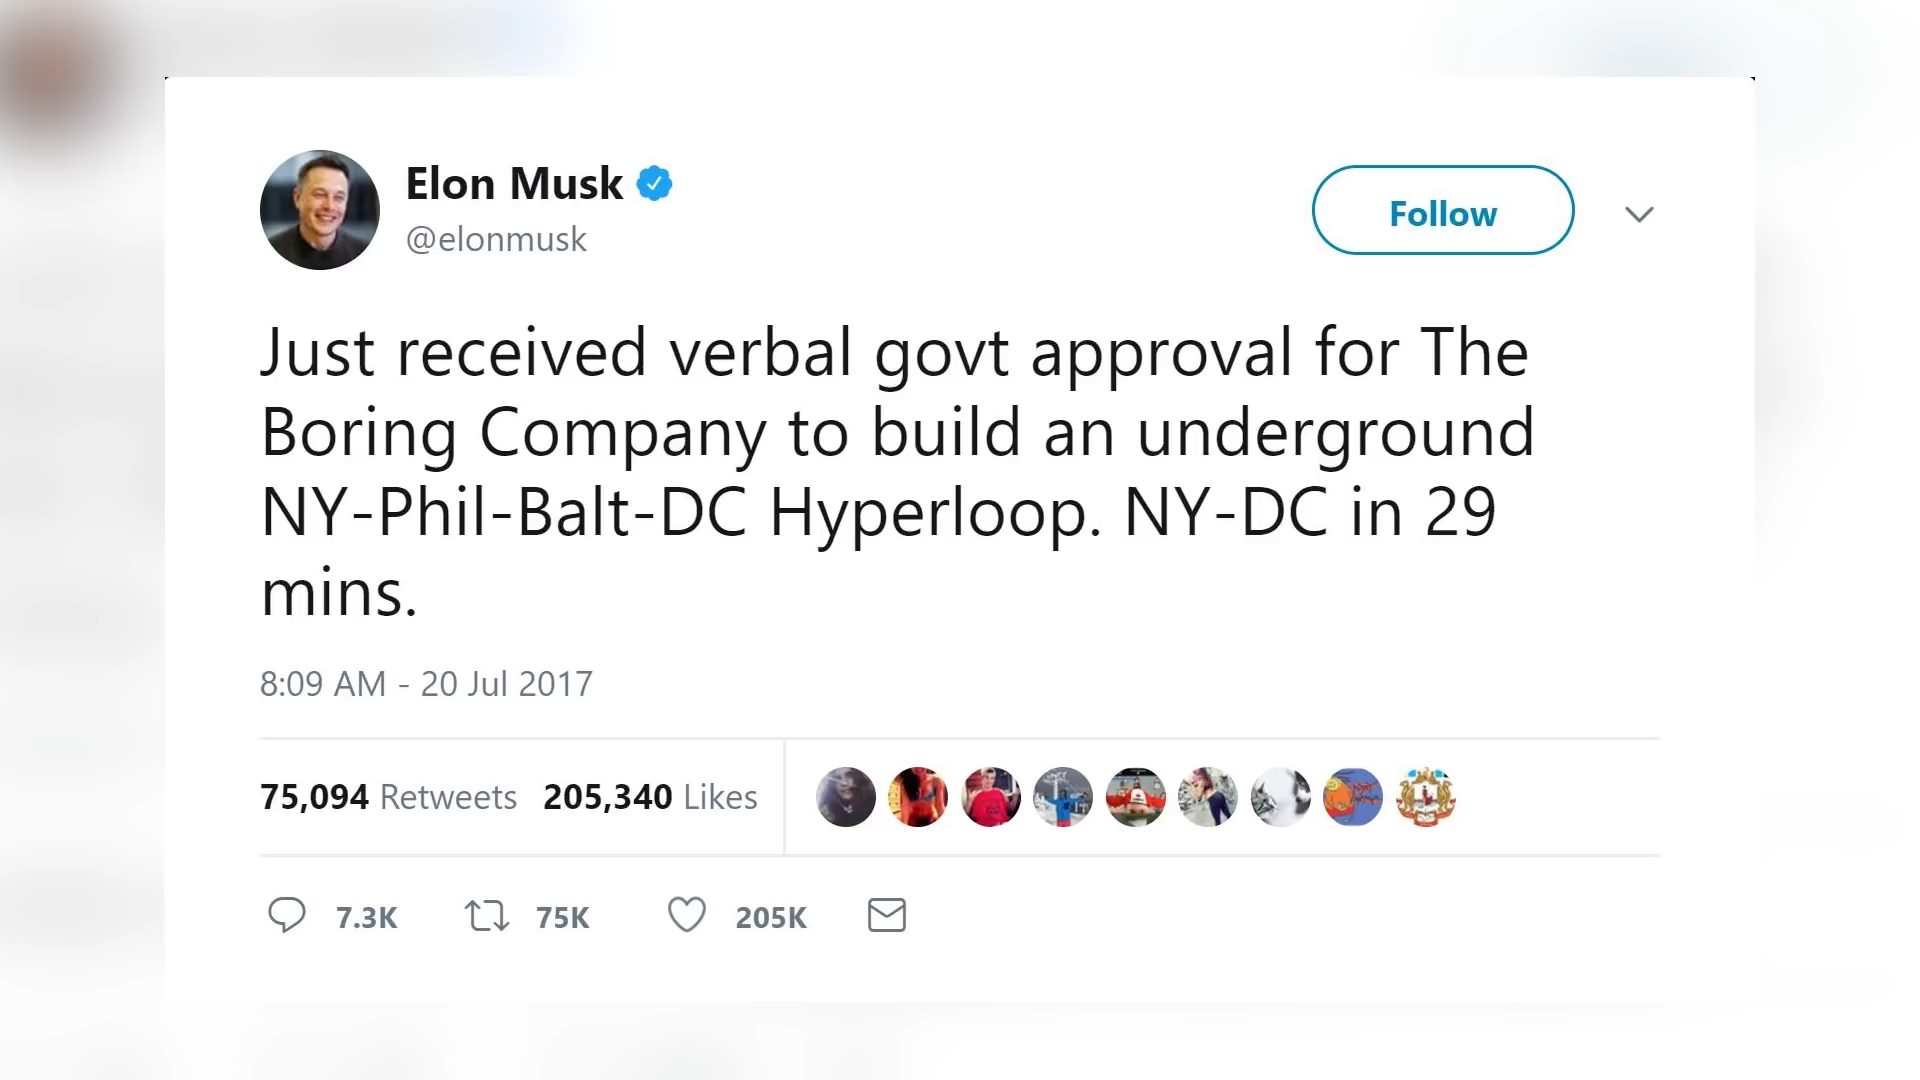 Elon Musk
@elonmusk
Follow
Just received verbal govt approval for The
Boring Company to build an underground
NY-Phil-Balt-DC Hyperloop. NY-DC in 29
mins.
8:09 AM - 20 Jul 2017
75,094 Retweets 205,340 Likes
7.3K 75K 205K